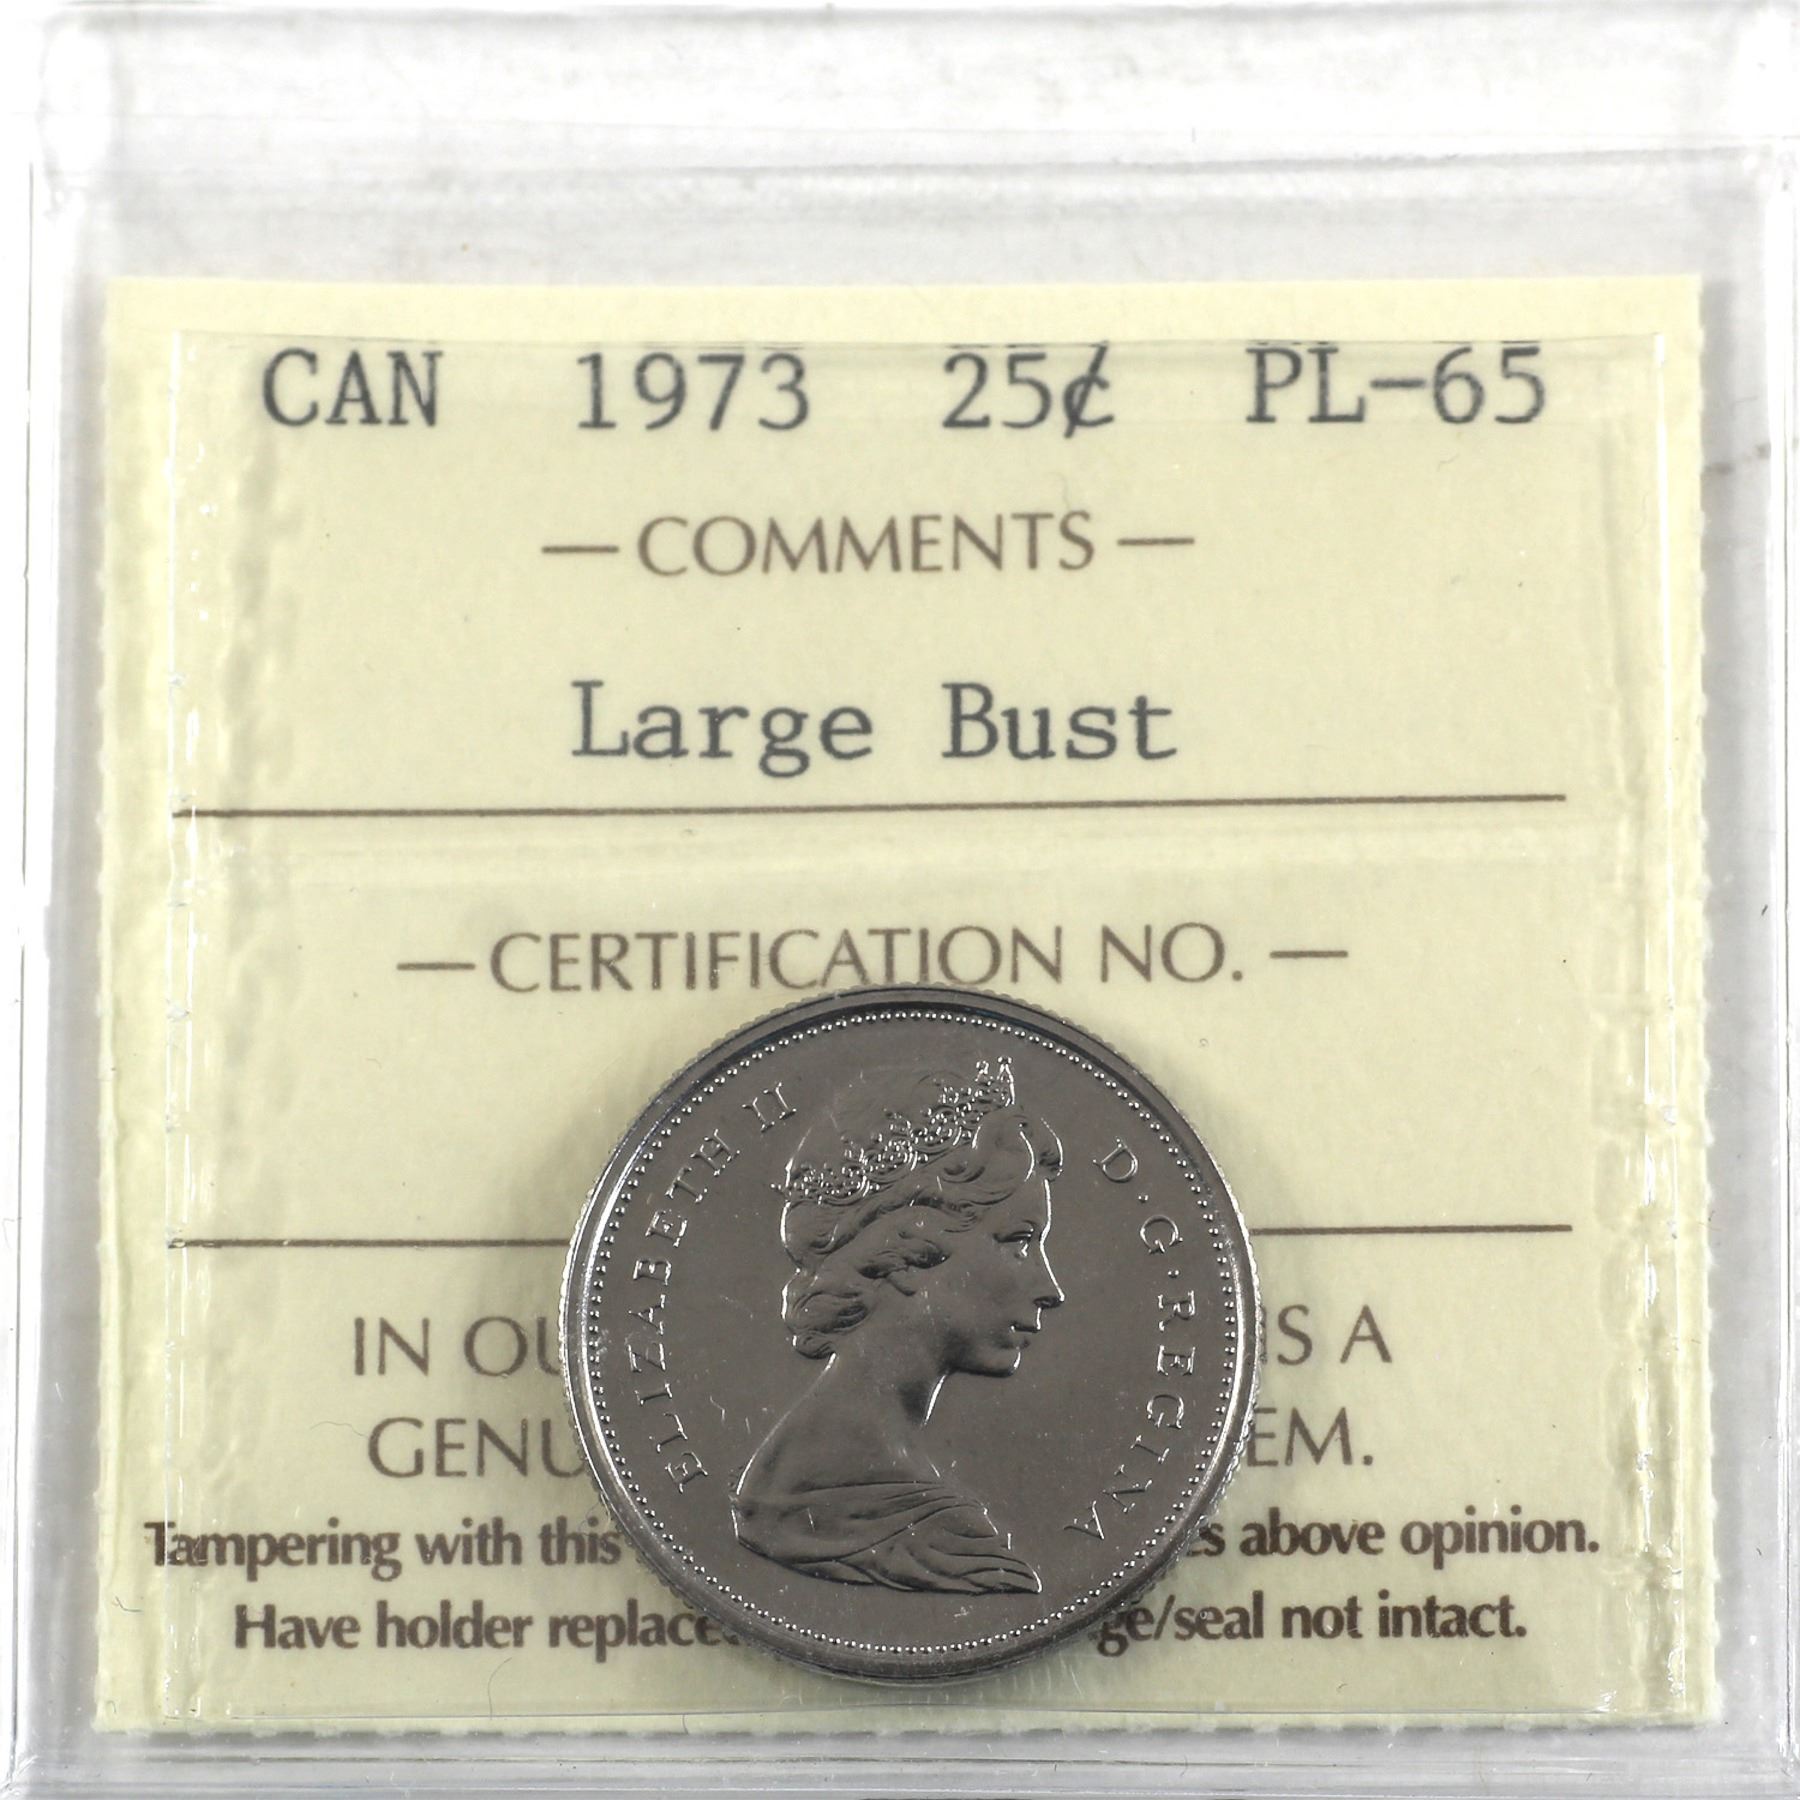 CAN 1973 25¢ PL-65
— COMMENTS —
Large Bust
— CERTIFICATION NO. —
ELIZABETH II D·G·REGINA
IN IS A
GENU EM.
Tampering with this above opinion.
Have holder replace ge/seal not intact.